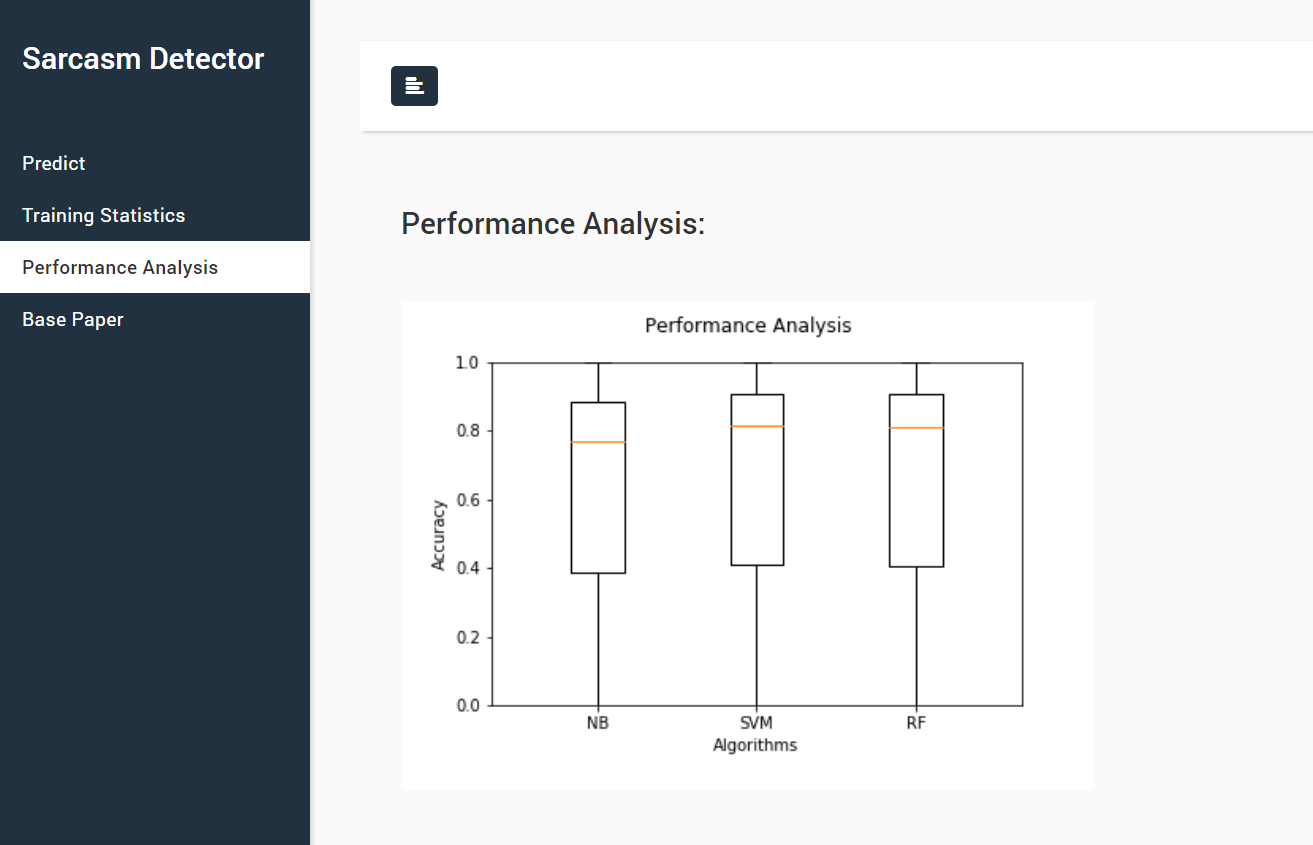 Sarcasm Detector
Predict
Training Statistics
Performance Analysis
Base Paper
Performance Analysis:
Performance Analysis
1.0
0.8
0.6
0.4
0.2
0.0
Accuracy
NB SVM RF
Algorithms